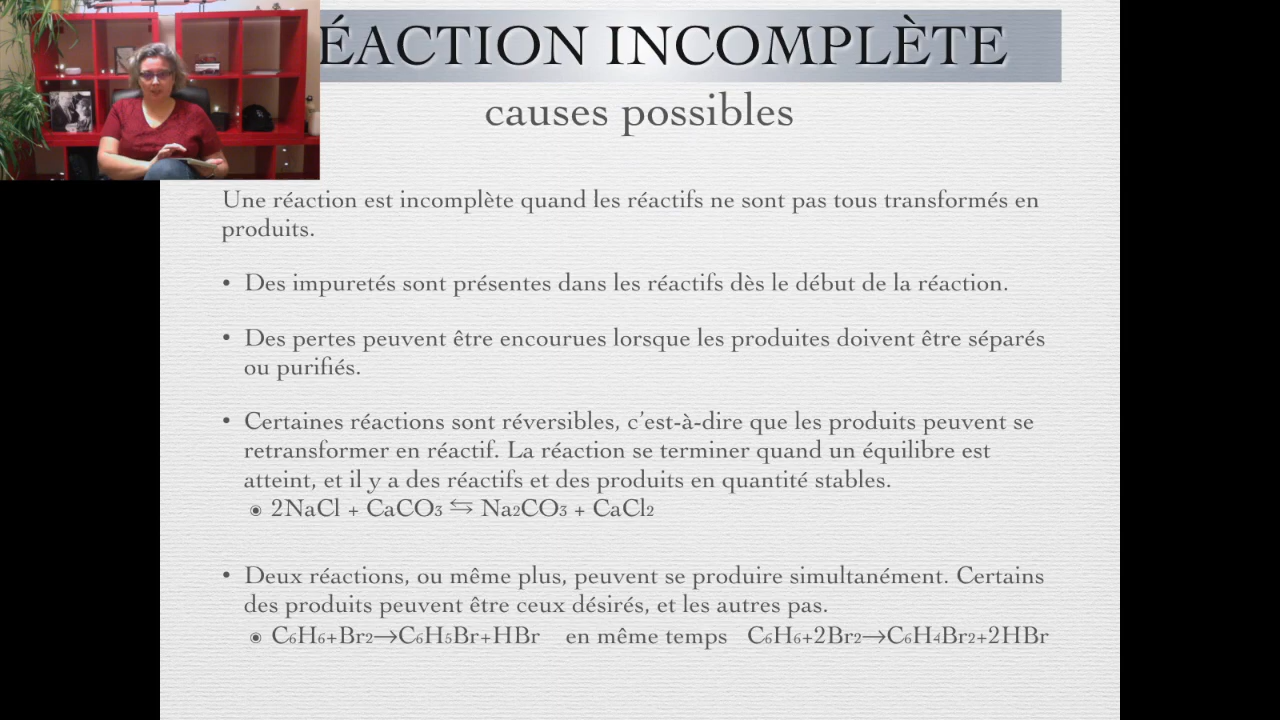 ÉACTION INCOMPLÈTE
causes possibles
Une réaction est incomplète quand les réactifs ne sont pas tous transformés en
produits.
• Des impuretés sont présentes dans les réactifs dès le début de la réaction.
• Des pertes peuvent être encourues lorsque les produites doivent être séparés
ou purifiés.
• Certaines réactions sont réversibles, c’est-à-dire que les produits peuvent se
retransformer en réactif. La réaction se terminer quand un équilibre est
atteint, et il y a des réactifs et des produits en quantité stables.
◉ 2NaCl + CaCO₃ ⇆ Na₂CO₃ + CaCl₂
• Deux réactions, ou même plus, peuvent se produire simultanément. Certains
des produits peuvent être ceux désirés, et les autres pas.
◉ C₆H₆+Br₂→C₆H₅Br+HBr en même temps C₆H₆+2Br₂→C₆H₄Br₂+2HBr